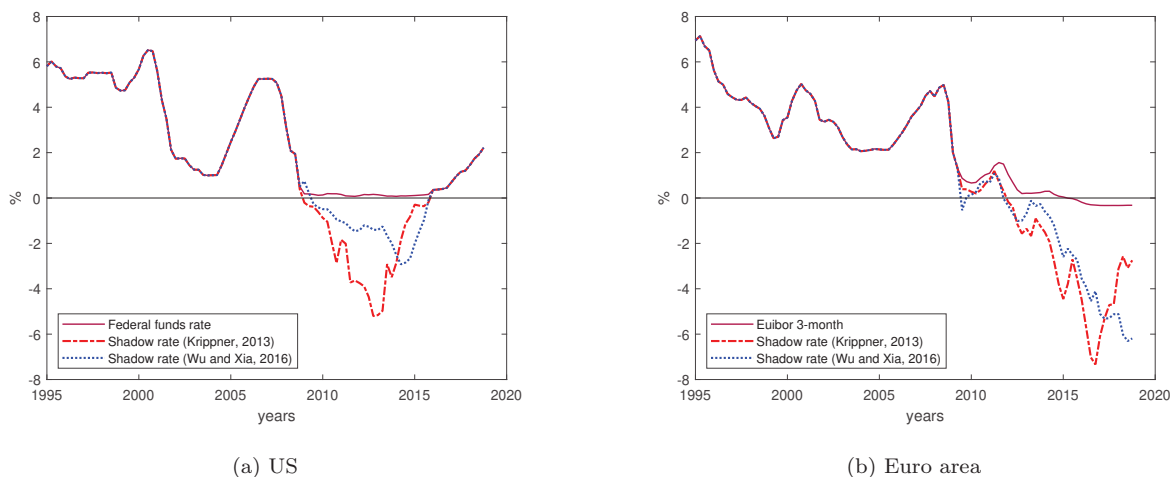 8
6
4
2
0
-2
-4
-6
-8
%
1995 2000 2005 2010 2015 2020
years
Federal funds rate
Shadow rate (Krippner, 2013)
Shadow rate (Wu and Xia, 2016)
(a) US
8
6
4
2
0
-2
-4
-6
-8
%
1995 2000 2005 2010 2015 2020
years
Euibor 3-month
Shadow rate (Krippner, 2013)
Shadow rate (Wu and Xia, 2016)
(b) Euro area